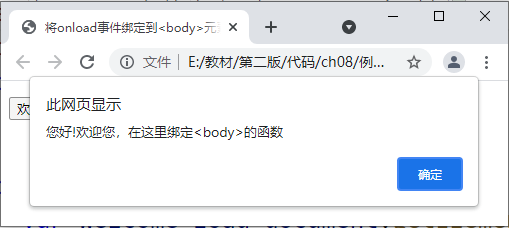 将onload事件绑定到<body>元
文件 E:/教材/第二版/代码/ch08/例...
欢
此网页显示
您好!欢迎您，在这里绑定<body>的函数
确定